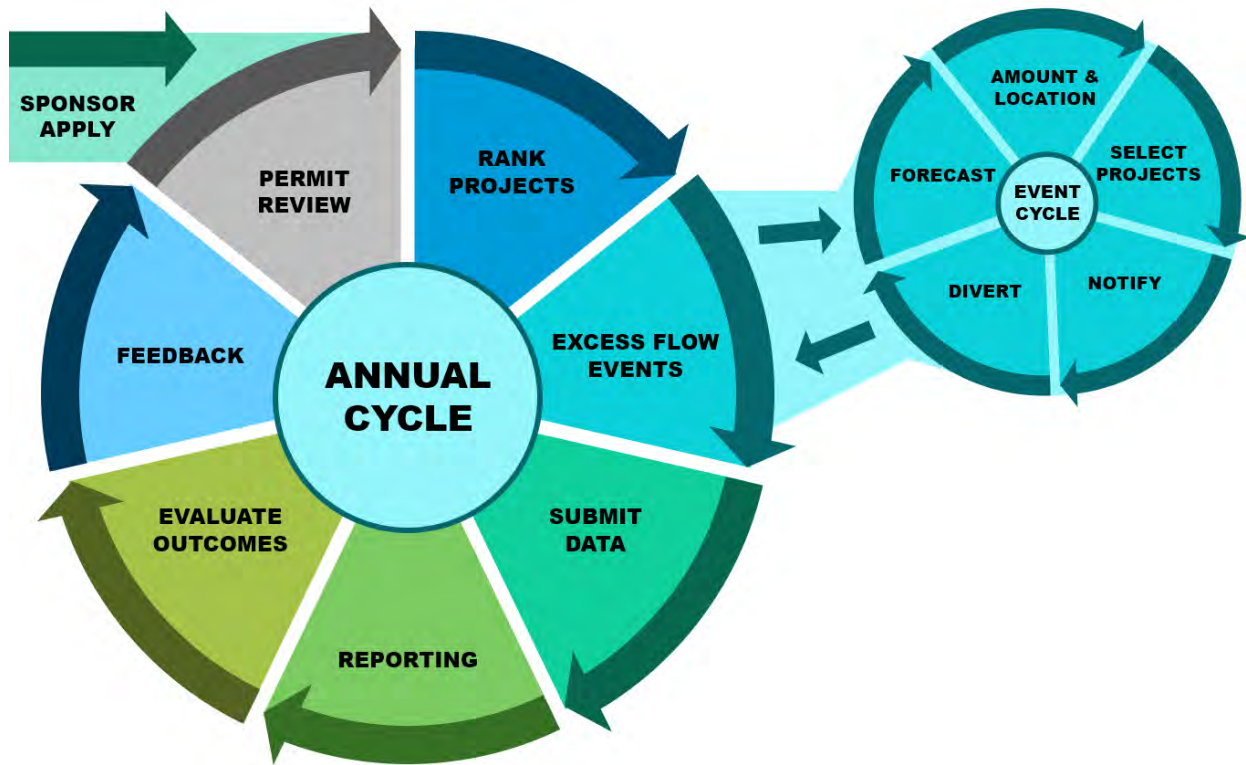 SPONSOR
APPLY
PERMIT
REVIEW
RANK
PROJECTS
EXCESS FLOW
EVENTS
SUBMIT
DATA
REPORTING
EVALUATE
OUTCOMES
FEEDBACK
ANNUAL
CYCLE
AMOUNT &
LOCATION
SELECT
PROJECTS
NOTIFY
DIVERT
FORECAST
EVENT
CYCLE